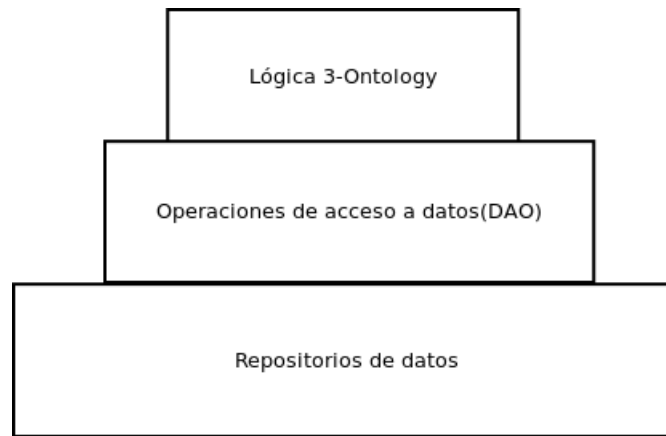 Lógica 3-Ontology
Operaciones de acceso a datos(DAO)
Repositorios de datos